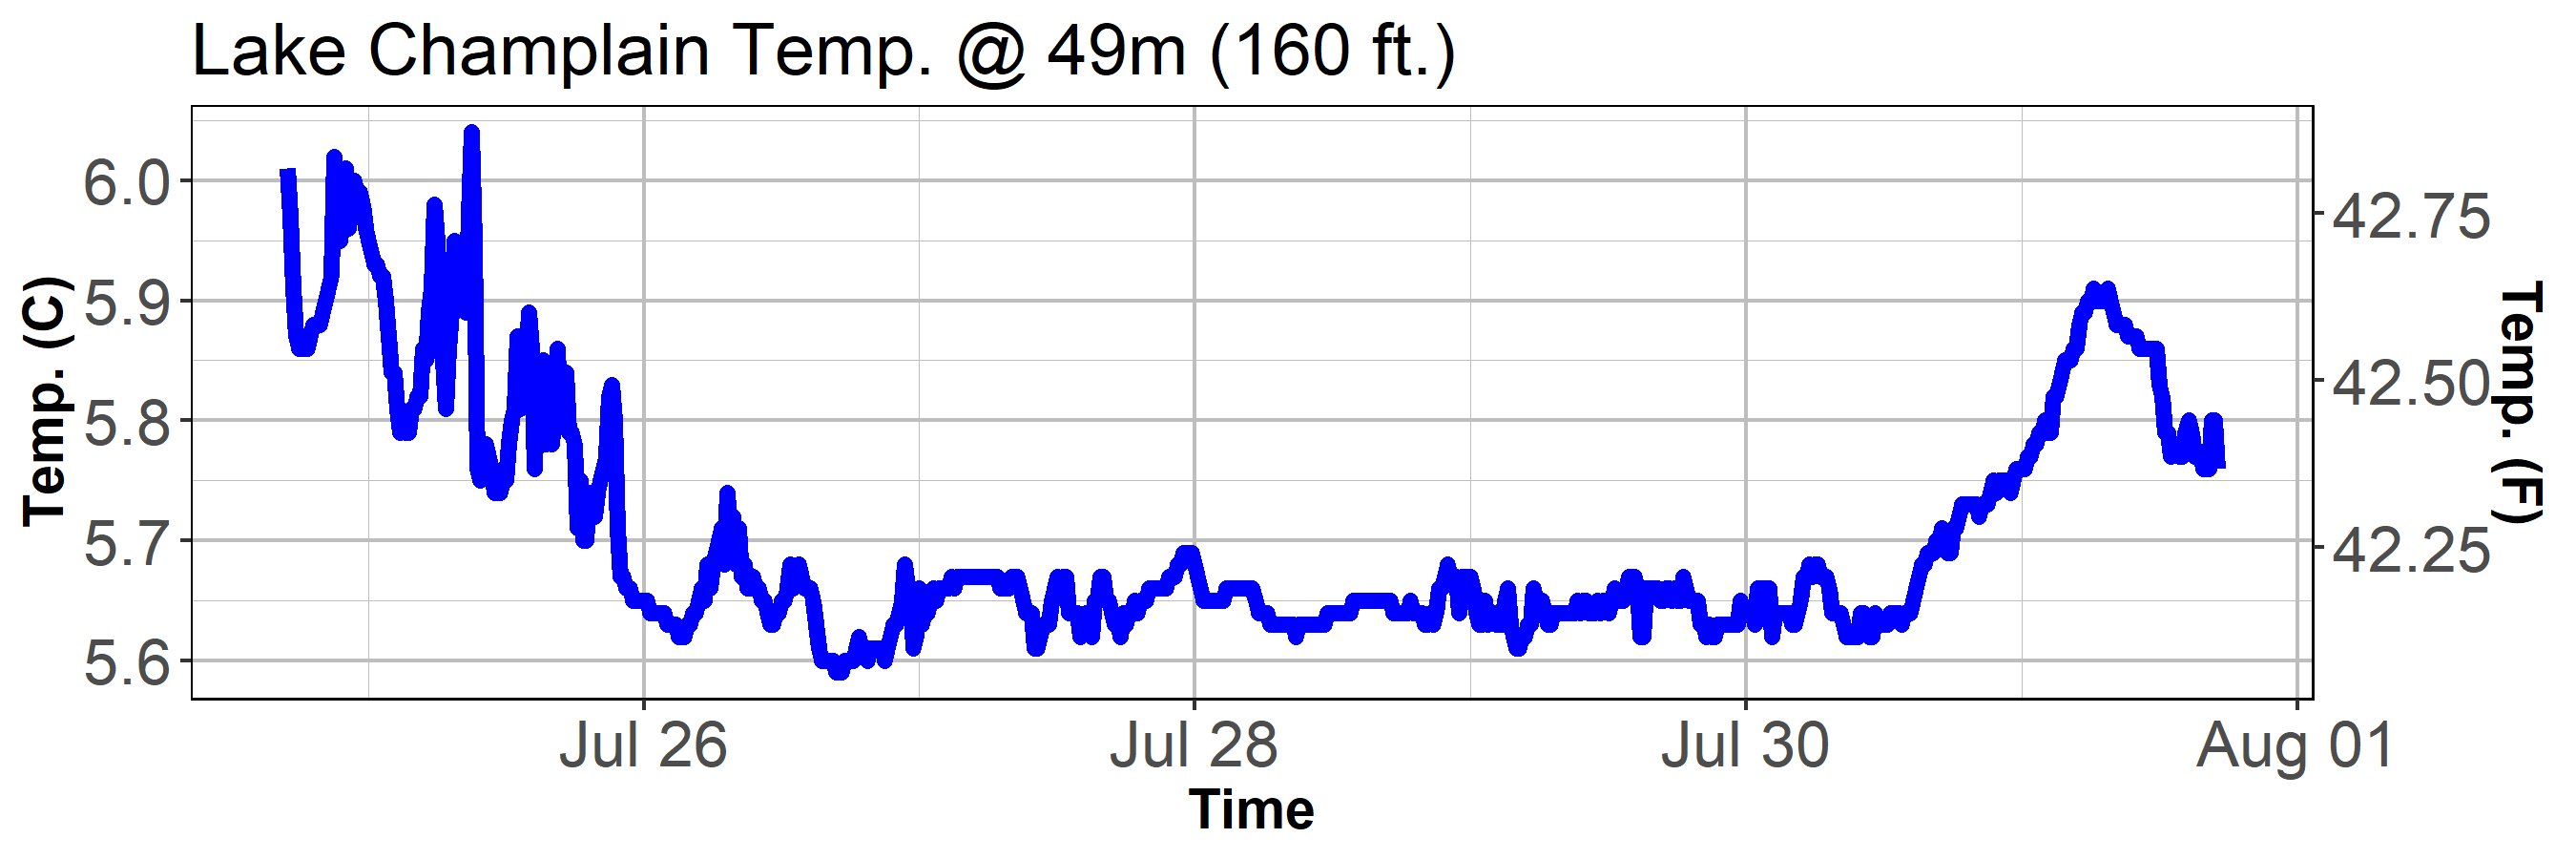 Lake Champlain Temp. @ 49m (160 ft.)
Temp. (C)
6.0
5.9
5.8
5.7
5.6
42.75
42.50
42.25
Temp. (F)
Jul 26
Jul 28
Jul 30
Aug 01
Time